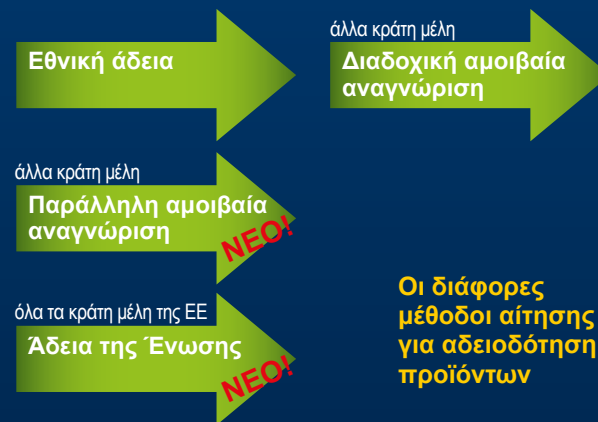 Εθνική άδεια
άλλα κράτη μέλη
Διαδοχική αμοιβαία
αναγνώριση
άλλα κράτη μέλη
Παράλληλη αμοιβαία
αναγνώριση
ΝΕΟ!
όλα τα κράτη μέλη της ΕΕ
Άδεια της Ένωσης
ΝΕΟ!
Οι διάφορες
μέθοδοι αίτησης
για αδειοδότηση
προϊόντων